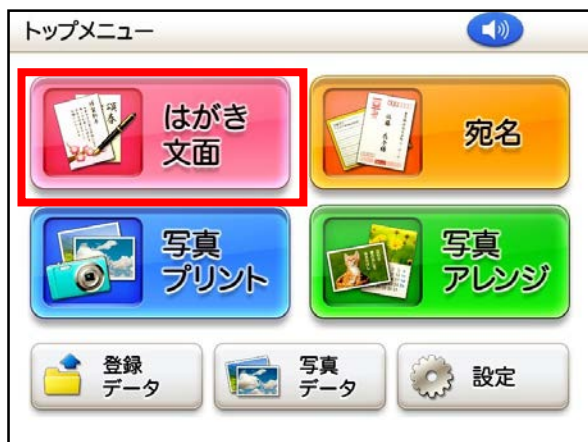 トップメニュー
はがき
文面
宛名
写真
プリント
写真
アレンジ
登録
データ
写真
データ
設定